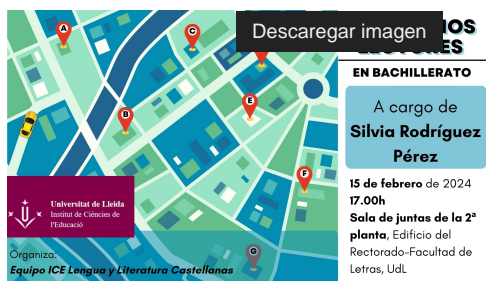 Descaregar imagen
LECTORES
EN BACHILLERATO
A cargo de
Silvia Rodríguez
Pérez
15 de febrero de 2024
17.00h
Sala de juntas de la 2ª
planta, Edificio del
Rectorado-Facultad de
Letras, UdL
A
C
B
E
F
G
Universitat de Lleida
Institut de Ciències de
l'Educació
Organiza:
Equipo ICE Lengua y Literatura Castellanas